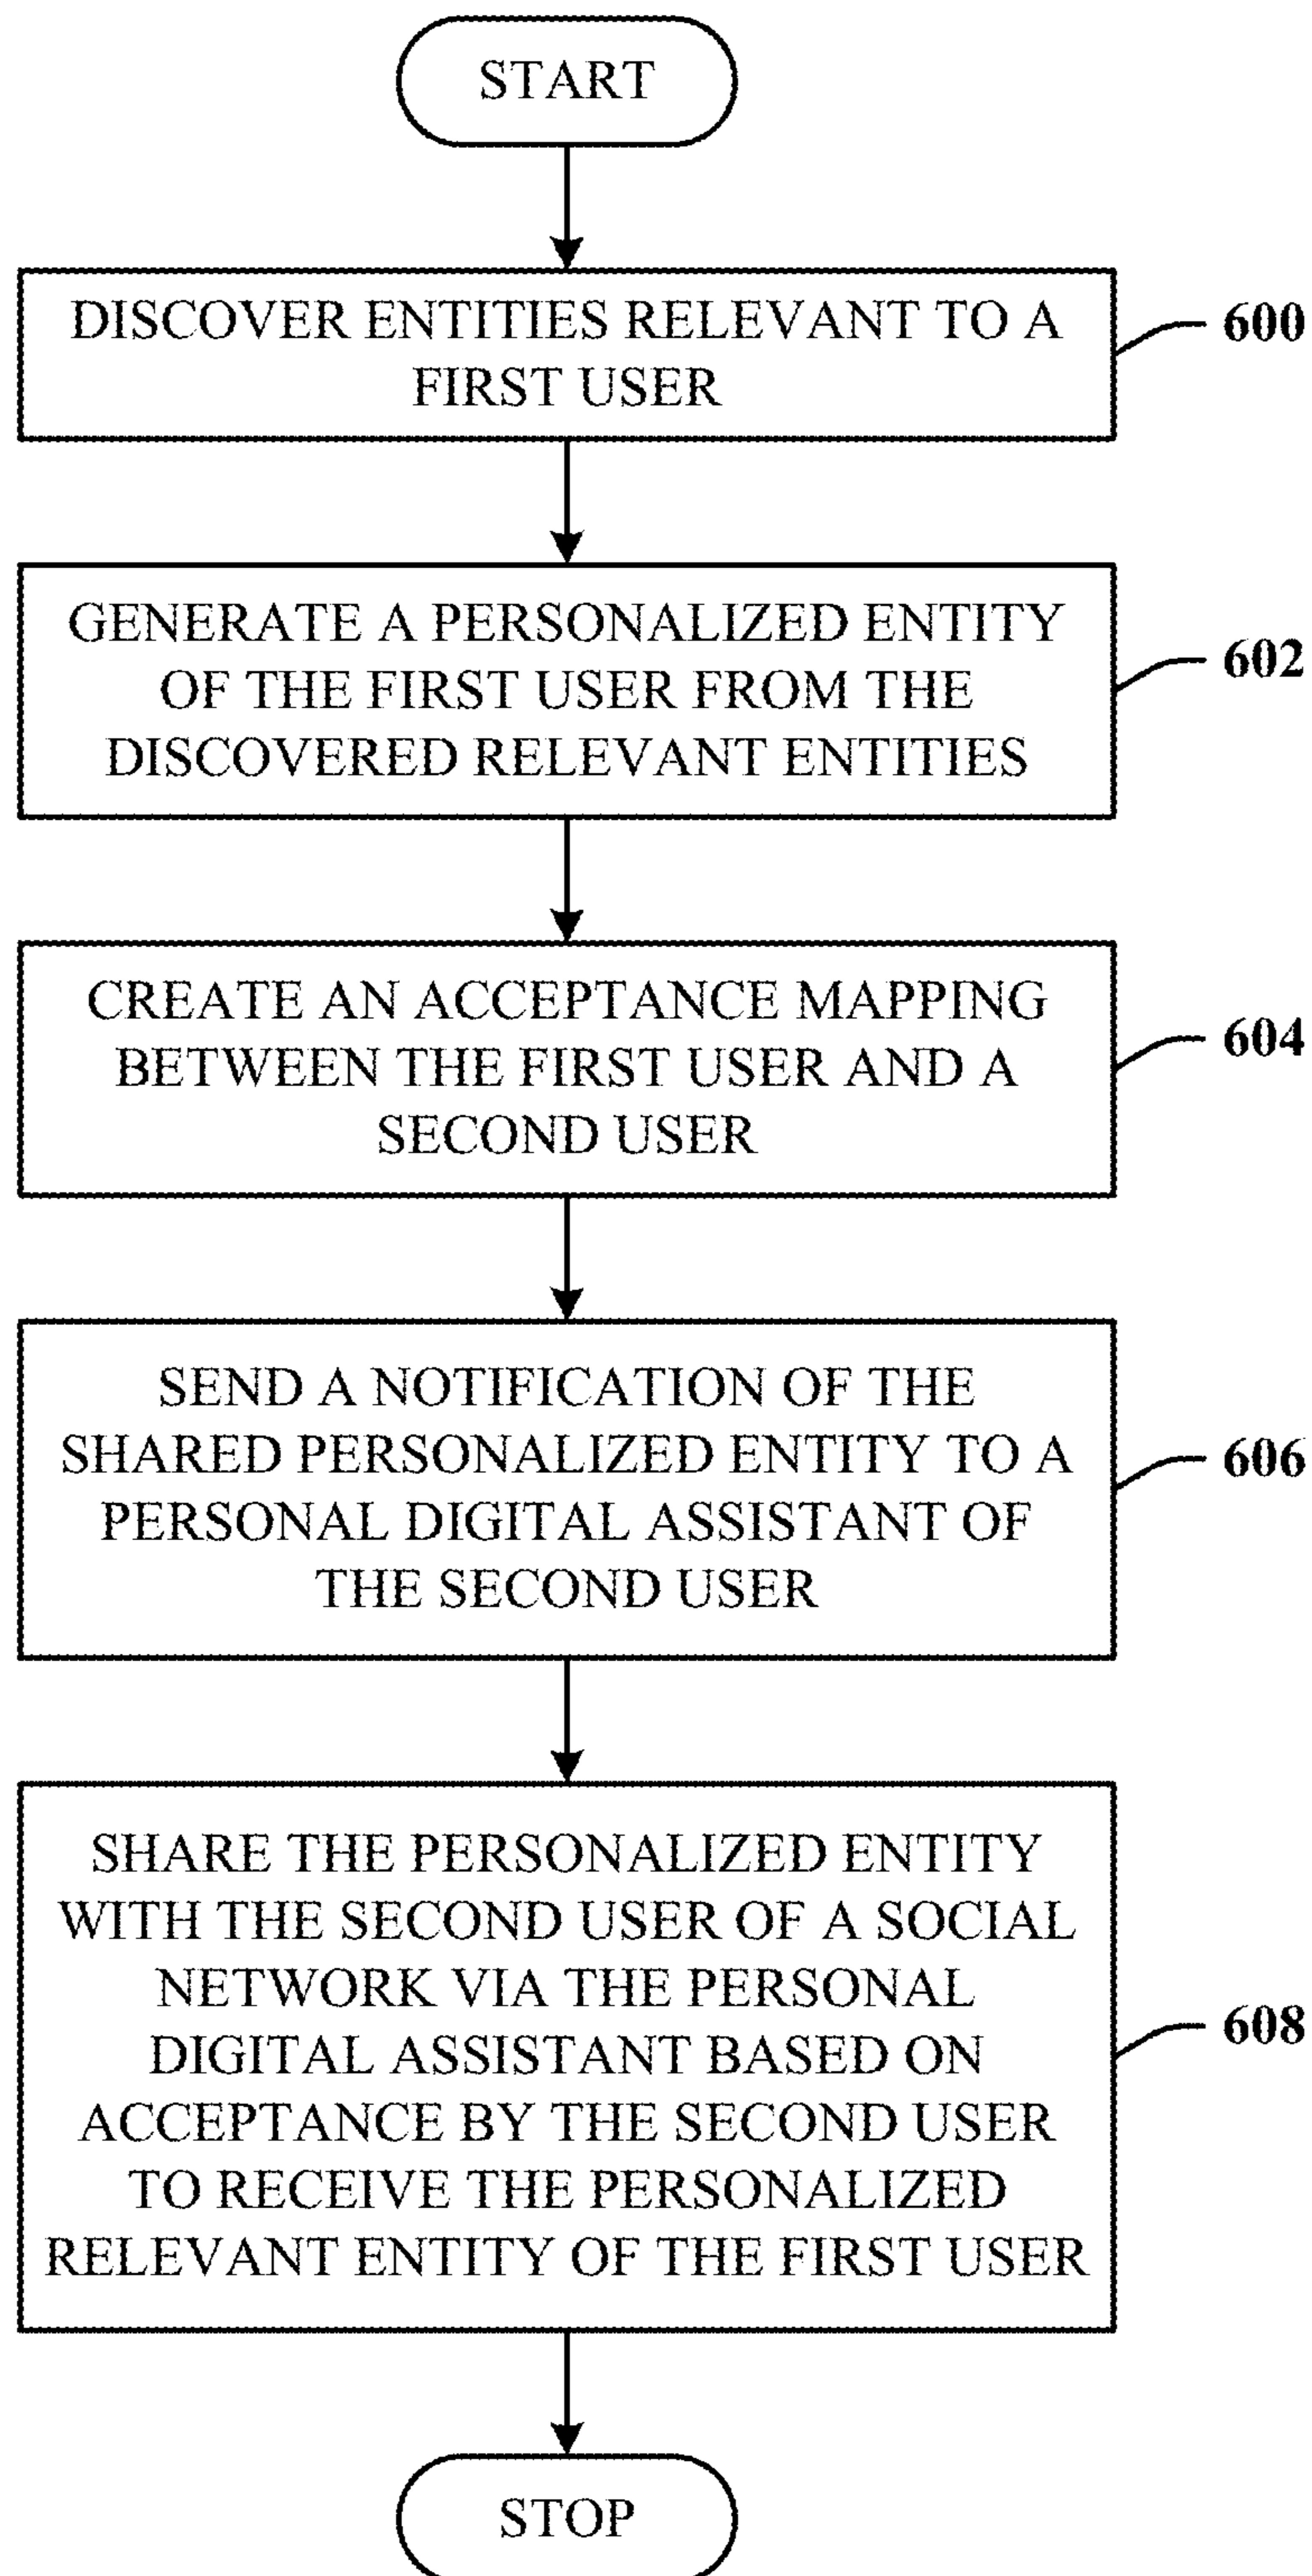 START
DISCOVER ENTITIES RELEVANT TO A
FIRST USER
600
GENERATE A PERSONALIZED ENTITY
OF THE FIRST USER FROM THE
DISCOVERED RELEVANT ENTITIES
602
CREATE AN ACCEPTANCE MAPPING
BETWEEN THE FIRST USER AND A
SECOND USER
604
SEND A NOTIFICATION OF THE
SHARED PERSONALIZED ENTITY TO A
PERSONAL DIGITAL ASSISTANT OF
THE SECOND USER
606
SHARE THE PERSONALIZED ENTITY
WITH THE SECOND USER OF A SOCIAL
NETWORK VIA THE PERSONAL
DIGITAL ASSISTANT BASED ON
ACCEPTANCE BY THE SECOND USER
TO RECEIVE THE PERSONALIZED
RELEVANT ENTITY OF THE FIRST USER
608
STOP